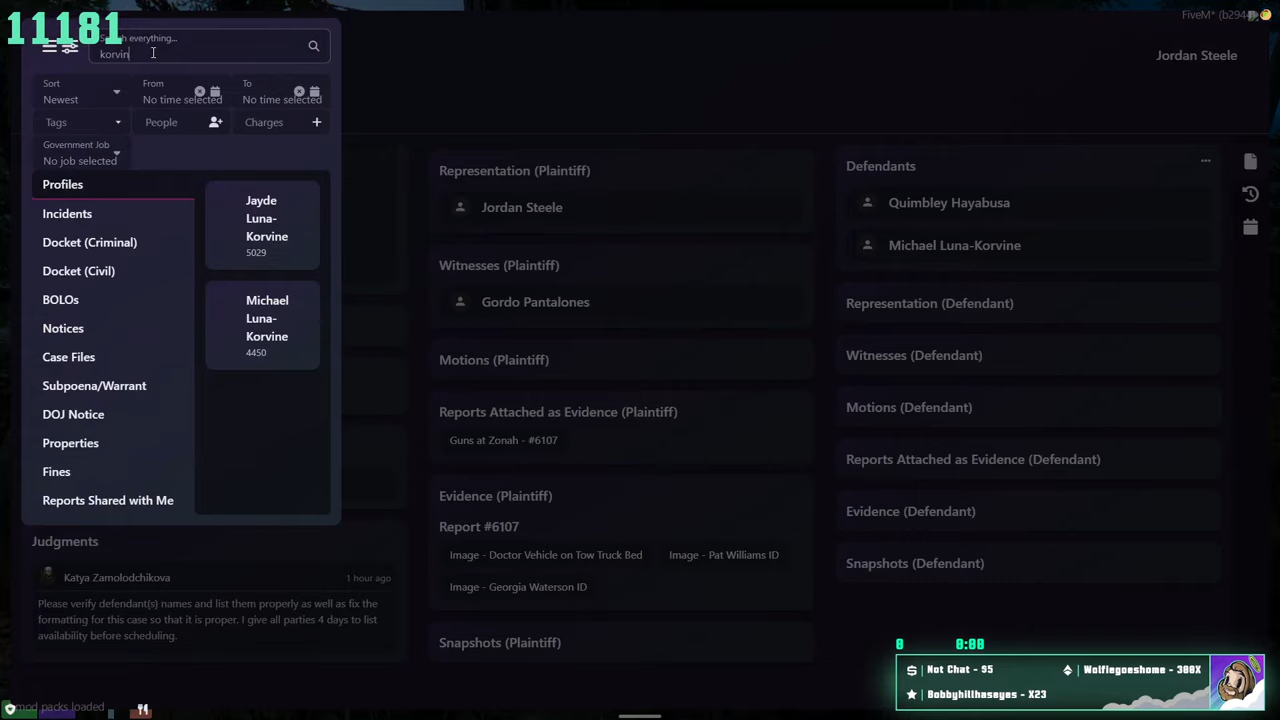 11181
FiveM* (b294
Search everything...
korvin
Jordan Steele
Sort
Newest
From
No time selected
To
No time selected
Tags
People
Charges
Government Job
No job selected
Profiles
Incidents
Docket (Criminal)
Docket (Civil)
BOLOs
Notices
Case Files
Subpoena/Warrant
DOJ Notice
Properties
Fines
Reports Shared with Me
Jayde
Luna-
Korvine
5029
Michael
Luna-
Korvine
4450
Judgments
Katya Zamolodchikova
1 hour ago
Please verify defendant(s) names and list them properly as well as fix the
formatting for this case so that it is proper. I give all parties 4 days to list
availability before scheduling.
Representation (Plaintiff)
Jordan Steele
Witnesses (Plaintiff)
Gordo Pantalones
Motions (Plaintiff)
Reports Attached as Evidence (Plaintiff)
Guns at Zonah - #6107
Evidence (Plaintiff)
Report #6107
Image - Doctor Vehicle on Tow Truck Bed
Image - Pat Williams ID
Image - Georgia Waterson ID
Snapshots (Plaintiff)
Defendants
Quimbley Hayabusa
Michael Luna-Korvine
Representation (Defendant)
Witnesses (Defendant)
Motions (Defendant)
Reports Attached as Evidence (Defendant)
Evidence (Defendant)
Snapshots (Defendant)
0
0:00
Not Chat - $5
Wolfiegoeshome - 300X
Bobbyhillhaseyes - X23
mod packs loaded